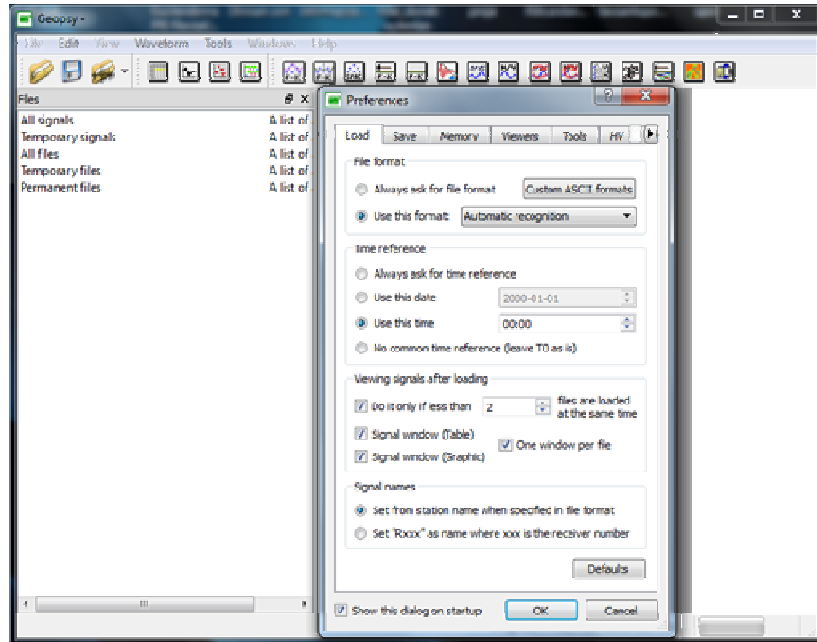 Geopsy -
File Edit View Waveform Tools Windows Help
Files
All signals A list of
Temporary signals A list of
All files A list of
Temporary files A list of
Permanent files A list of
Preferences
Load Save Memory Viewers Tools HV
File format
Always ask for file format Custom ASCII formats
Use this format: Automatic recognition
Time reference
Always ask for time reference
Use this date 2000-01-01
Use this time 00:00
No common time reference (leave T0 as is)
Viewing signals after loading
Do it only if less than 2 files are loaded
at the same time
Signal window (Table)
One window per file
Signal window (Graphic)
Signal names
Set from station name when specified in file format
Set "Rxxx" as name where xxx is the receiver number
Defaults
Show this dialog on startup OK Cancel